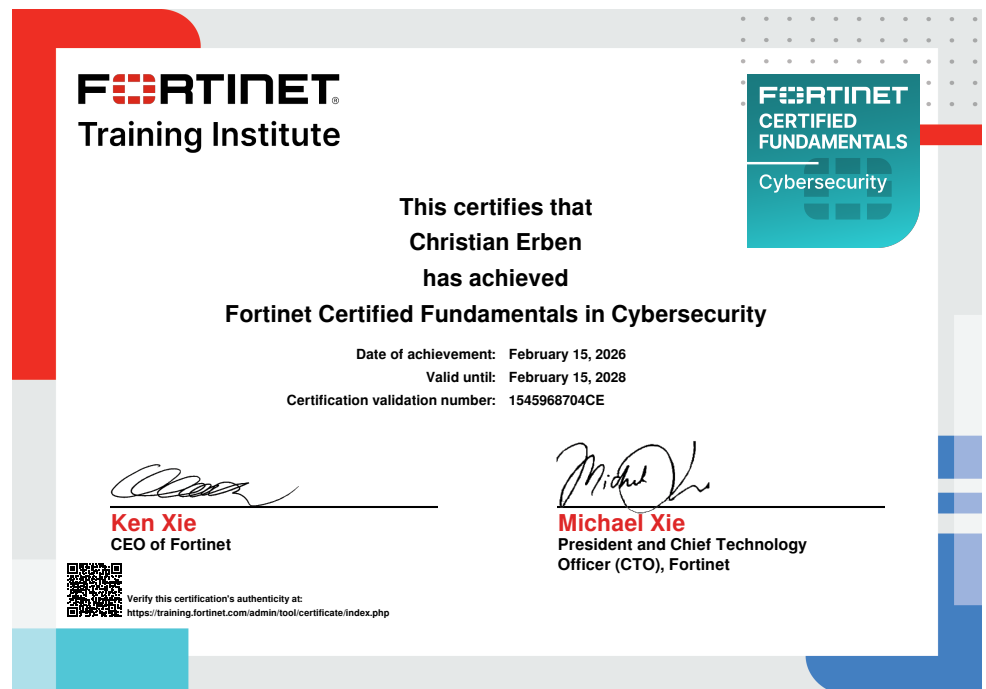 FORTINET®
Training Institute
FORTINET
CERTIFIED
FUNDAMENTALS
Cybersecurity
This certifies that
Christian Erben
has achieved
Fortinet Certified Fundamentals in Cybersecurity
Date of achievement: February 15, 2026
Valid until: February 15, 2028
Certification validation number: 1545968704CE
Ken Xie
CEO of Fortinet
Michael Xie
President and Chief Technology
Officer (CTO), Fortinet
Verify this certification's authenticity at:
https://training.fortinet.com/admin/tool/certificate/index.php